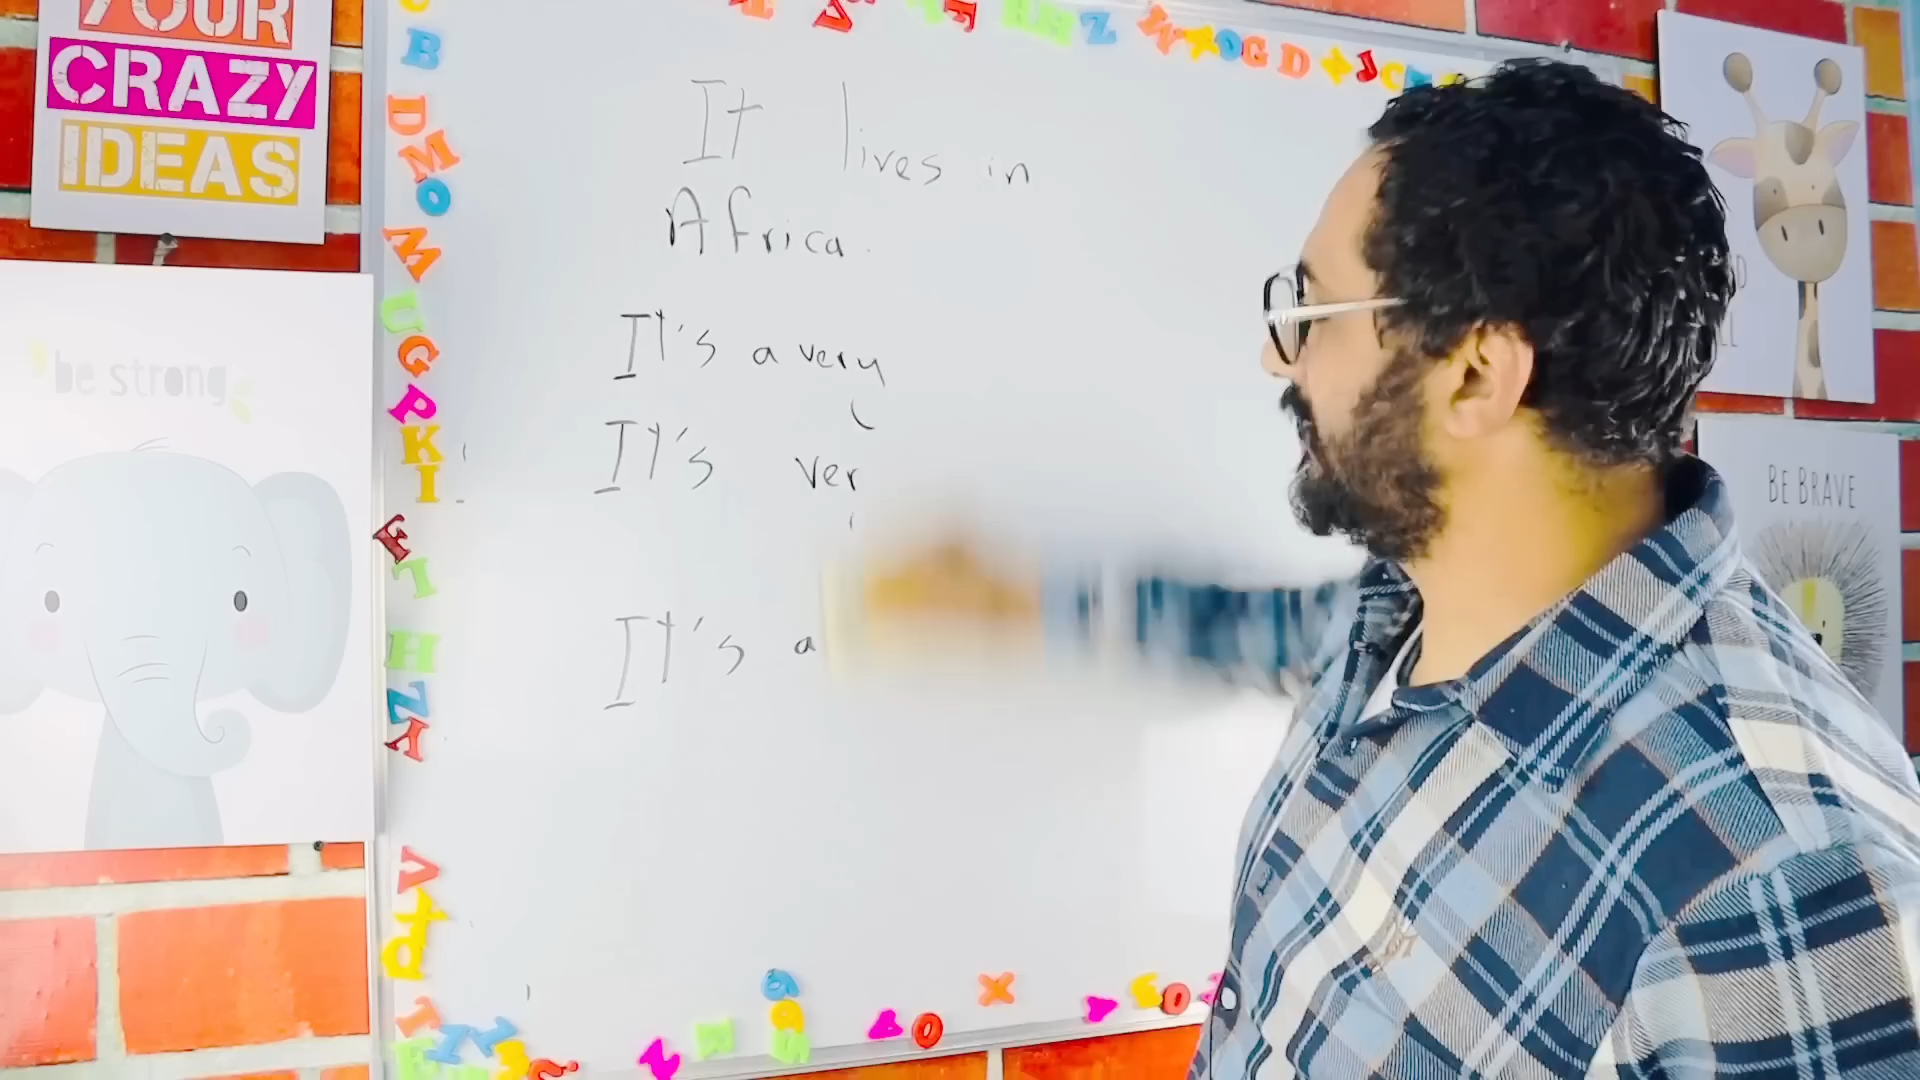 YOUR
CRAZY
IDEAS
be strong
It lives in
Africa.
It's a very
It's ver
It's a
BE BRAVE